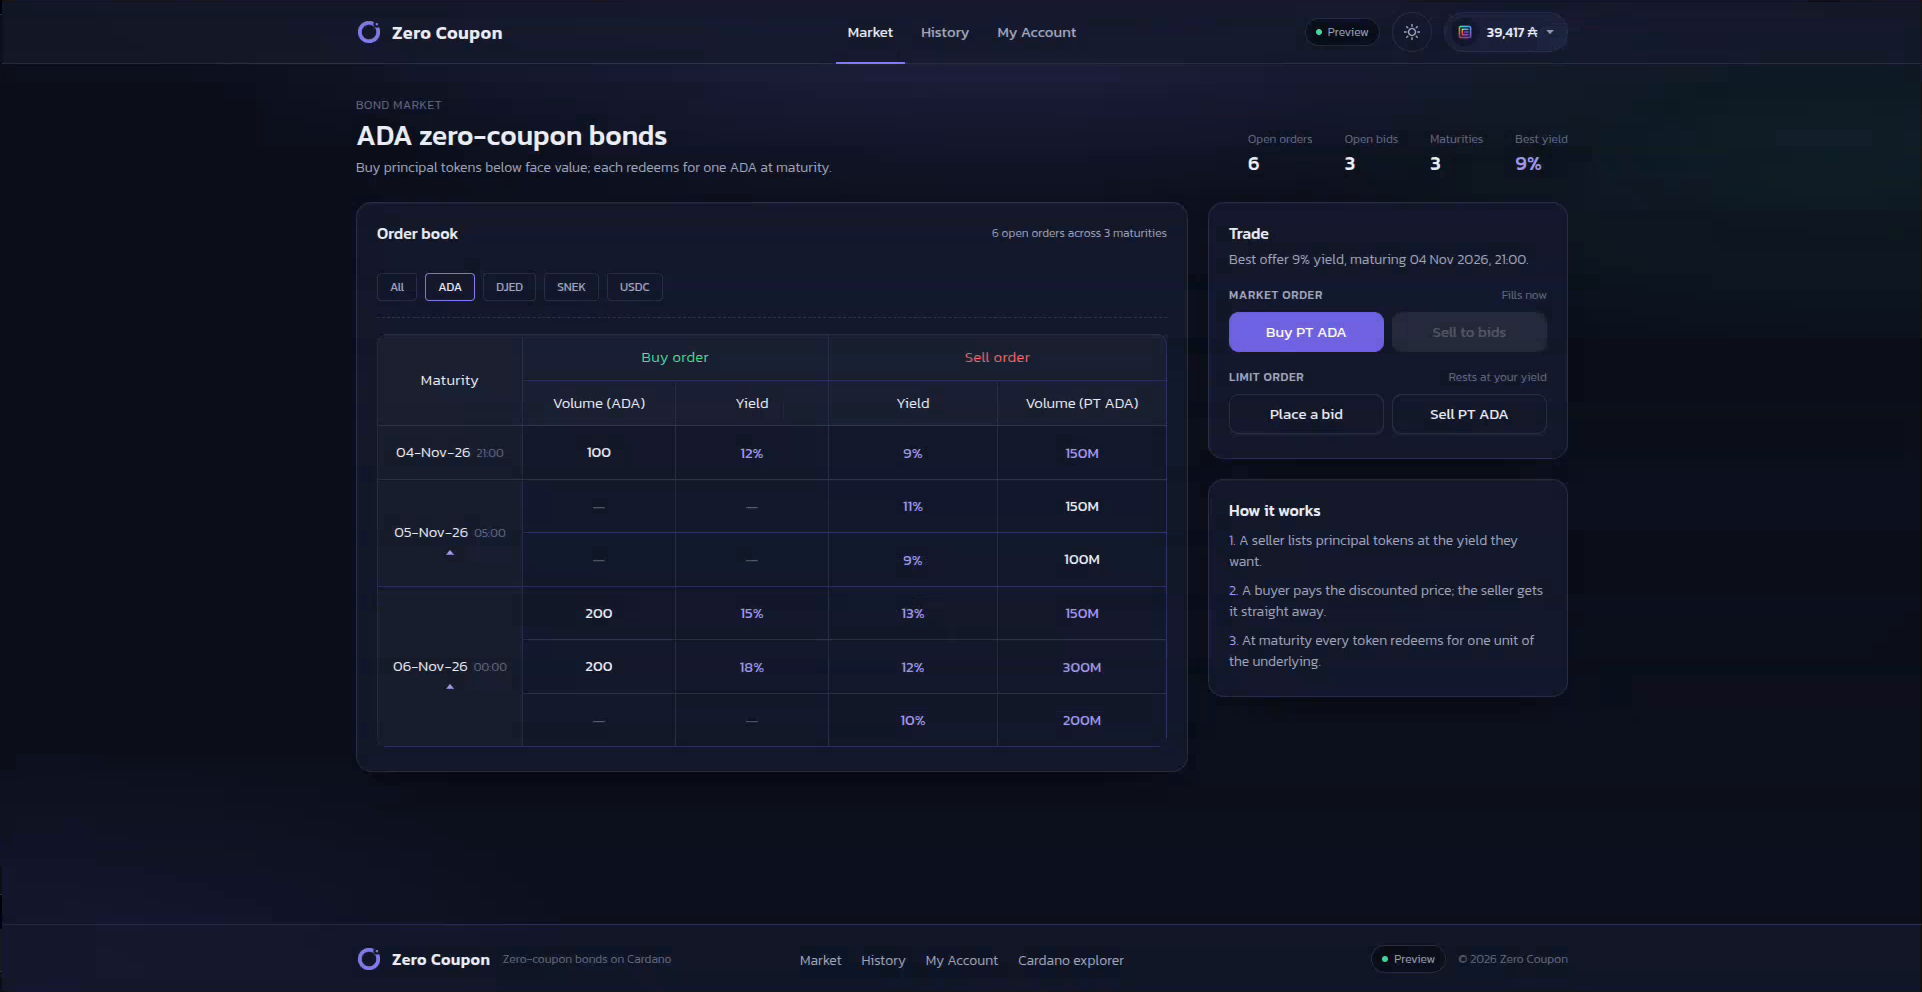 Zero Coupon
Market History My Account
Preview
39,417 ₳
BOND MARKET
ADA zero-coupon bonds
Buy principal tokens below face value; each redeems for one ADA at maturity.
Open orders Open bids Maturities Best yield
6 3 3 9%
Order book
6 open orders across 3 maturities
All ADA DJED SNEK USDC
Maturity Buy order Sell order
Volume (ADA) Yield Yield Volume (PT ADA)
04-Nov-26 21:00 100 12% 9% 150M
05-Nov-26 05:00
— — 11% 150M
— — 9% 100M
06-Nov-26 00:00
200 15% 13% 150M
200 18% 12% 300M
— — 10% 200M
Trade
Best offer 9% yield, maturing 04 Nov 2026, 21:00.
MARKET ORDER Fills now
Buy PT ADA Sell to bids
LIMIT ORDER Rests at your yield
Place a bid Sell PT ADA
How it works
1. A seller lists principal tokens at the yield they
want.
2. A buyer pays the discounted price; the seller gets
it straight away.
3. At maturity every token redeems for one unit of
the underlying.
Zero Coupon Zero-coupon bonds on Cardano
Market History My Account Cardano explorer
Preview © 2026 Zero Coupon